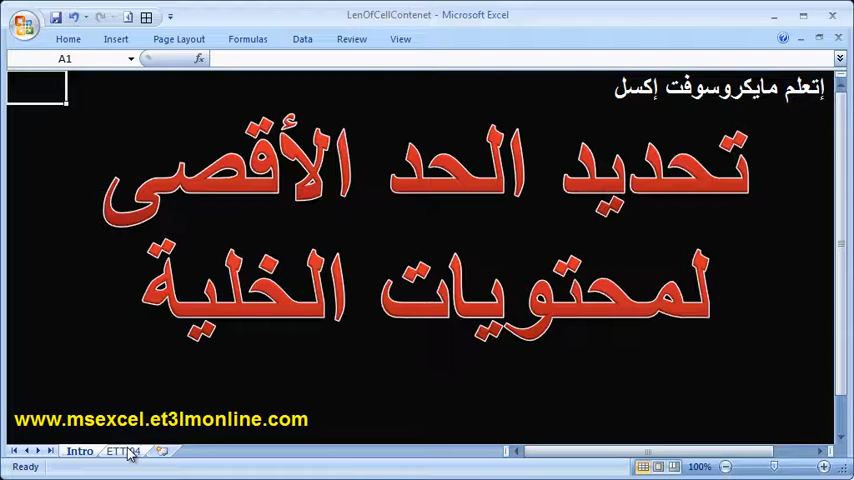 LenOfCellContenet - Microsoft Excel
Home Insert Page Layout Formulas Data Review View
A1 fx
إتعلم مايكروسوفت إكسل
تحديد الحد الأقصى
لمحتويات الخلية
www.msexcel.et3lmonline.com
Intro
Ready 100%